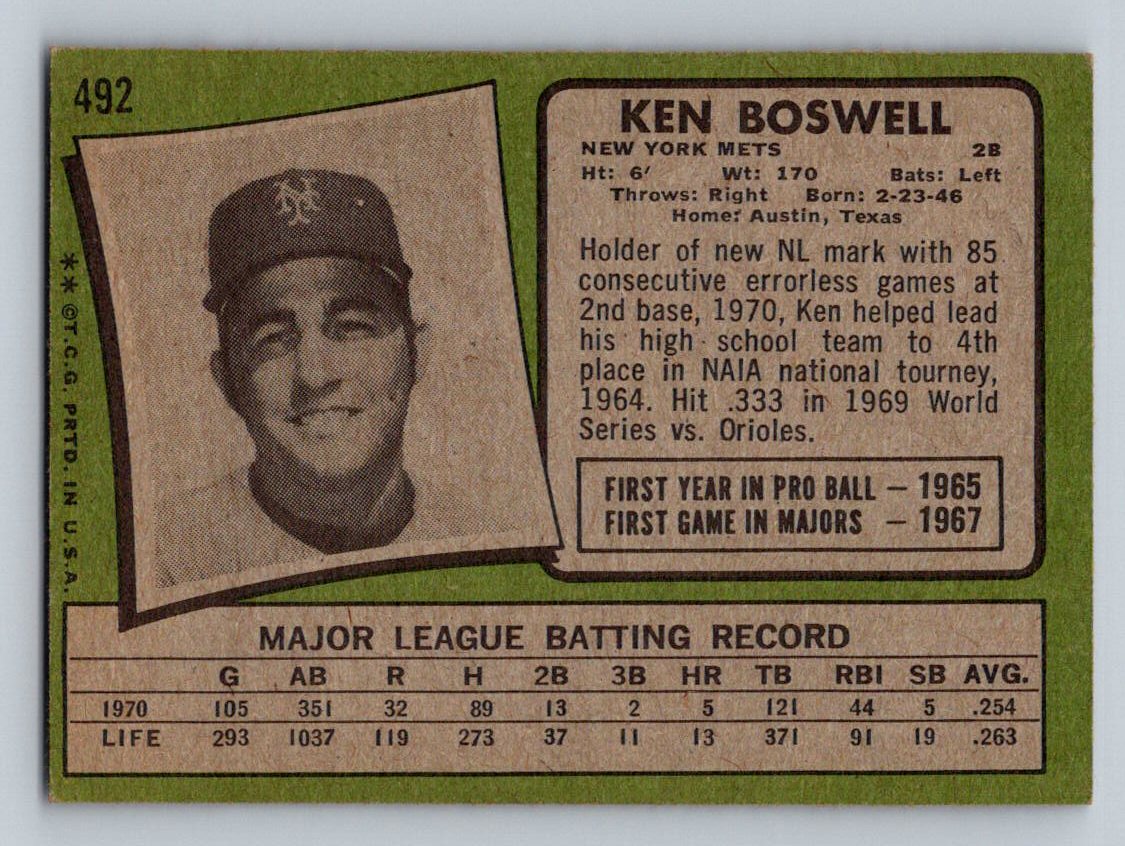 492
KEN BOSWELL
NEW YORK METS 2B
Ht: 6' Wt: 170 Bats: Left
Throws: Right Born: 2-23-46
Home: Austin, Texas
Holder of new NL mark with 85
consecutive errorless games at
2nd base, 1970, Ken helped lead
his high school team to 4th
place in NAIA national tourney,
1964. Hit .333 in 1969 World
Series vs. Orioles.
FIRST YEAR IN PRO BALL – 1965
FIRST GAME IN MAJORS – 1967
NY
** ©T.C.G. PRTD. IN U.S.A.
MAJOR LEAGUE BATTING RECORD
G AB R H 2B 3B HR TB RBI SB AVG.
1970 105 351 32 89 13 2 5 121 44 5 .254
LIFE 293 1037 119 273 37 11 13 371 91 19 .263